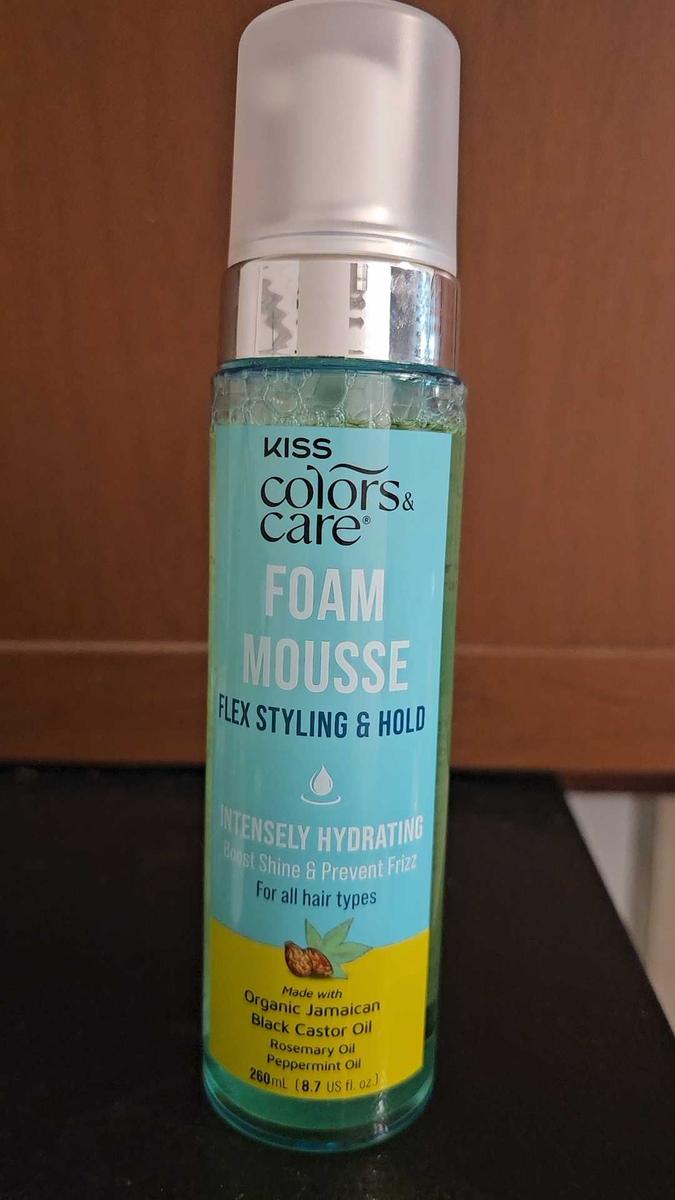 KISS
colors &
care®
FOAM
MOUSSE
FLEX STYLING & HOLD
INTENSELY HYDRATING
Boost Shine & Prevent Frizz
For all hair types
Made with
Organic Jamaican
Black Castor Oil
Rosemary Oil
Peppermint Oil
260mL (8.7 US fl. oz.)